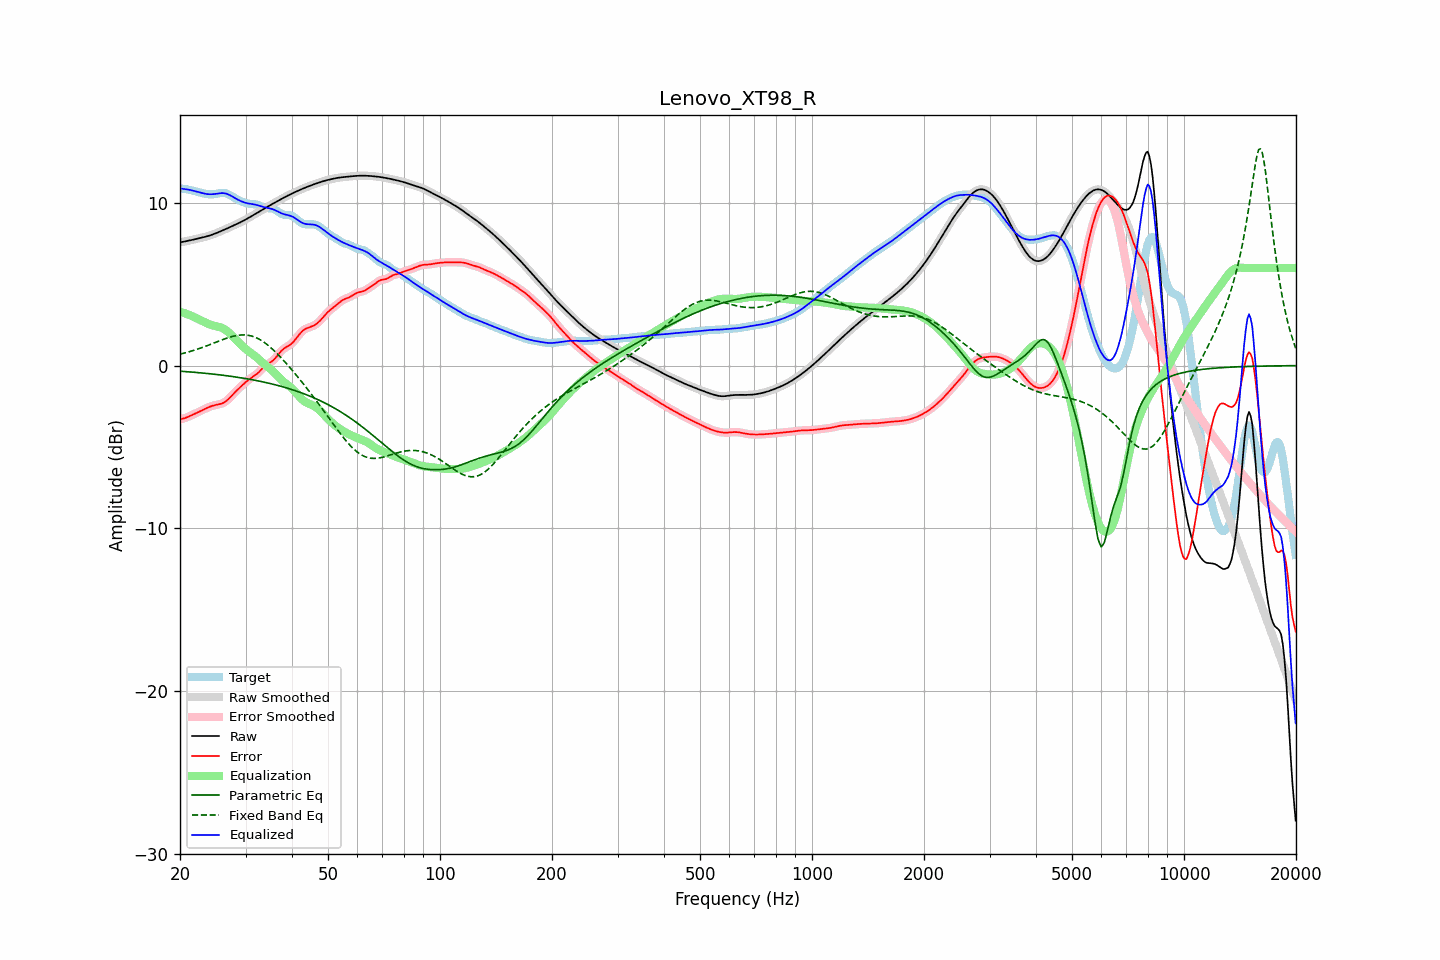 Lenovo_XT98_R
Amplitude (dBr)
10
0
−10
−20
−30
Target
Raw Smoothed
Error Smoothed
Raw
Error
Equalization
Parametric Eq
Fixed Band Eq
Equalized
20 50 100 200 500 1000 2000 5000 10000 20000
Frequency (Hz)